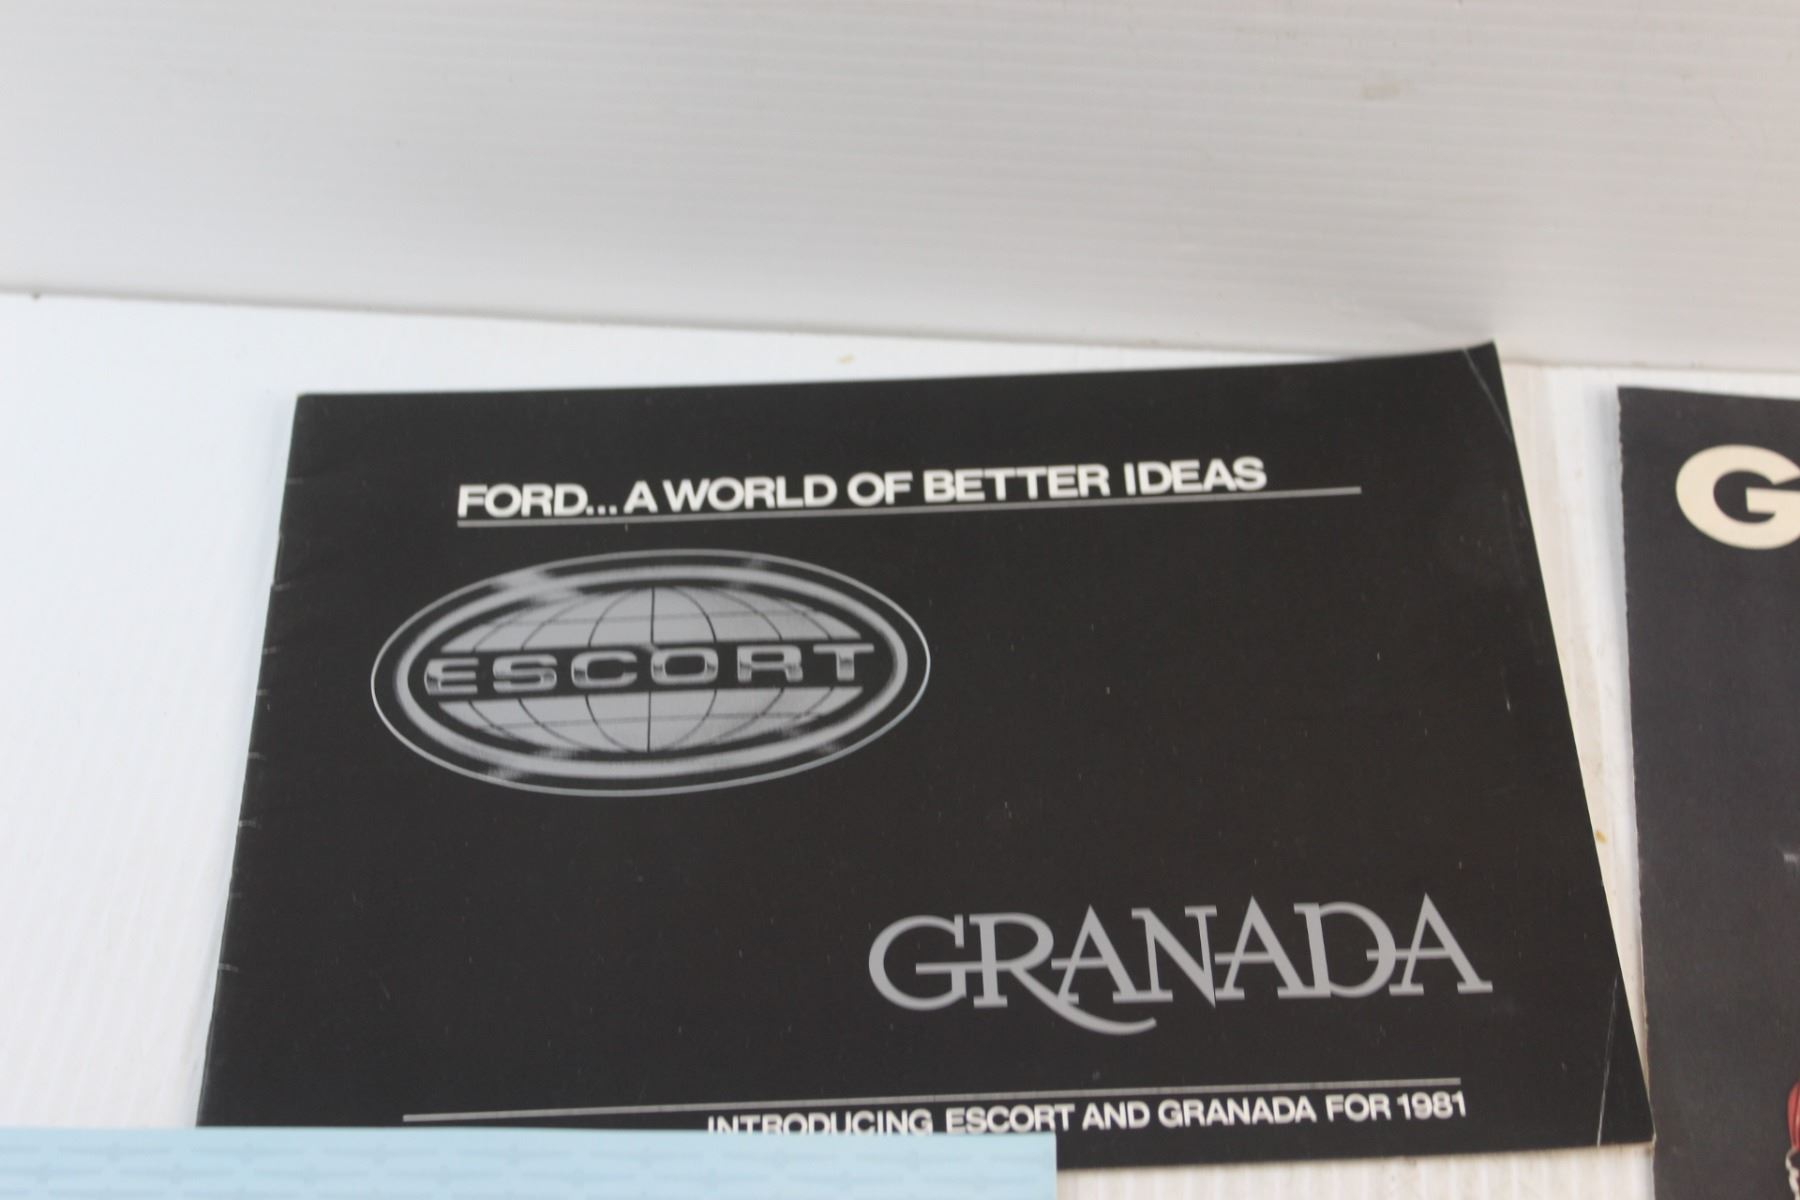 FORD... A WORLD OF BETTER IDEAS
ESCORT
GRANADA
INTRODUCING ESCORT AND GRANADA FOR 1981
G